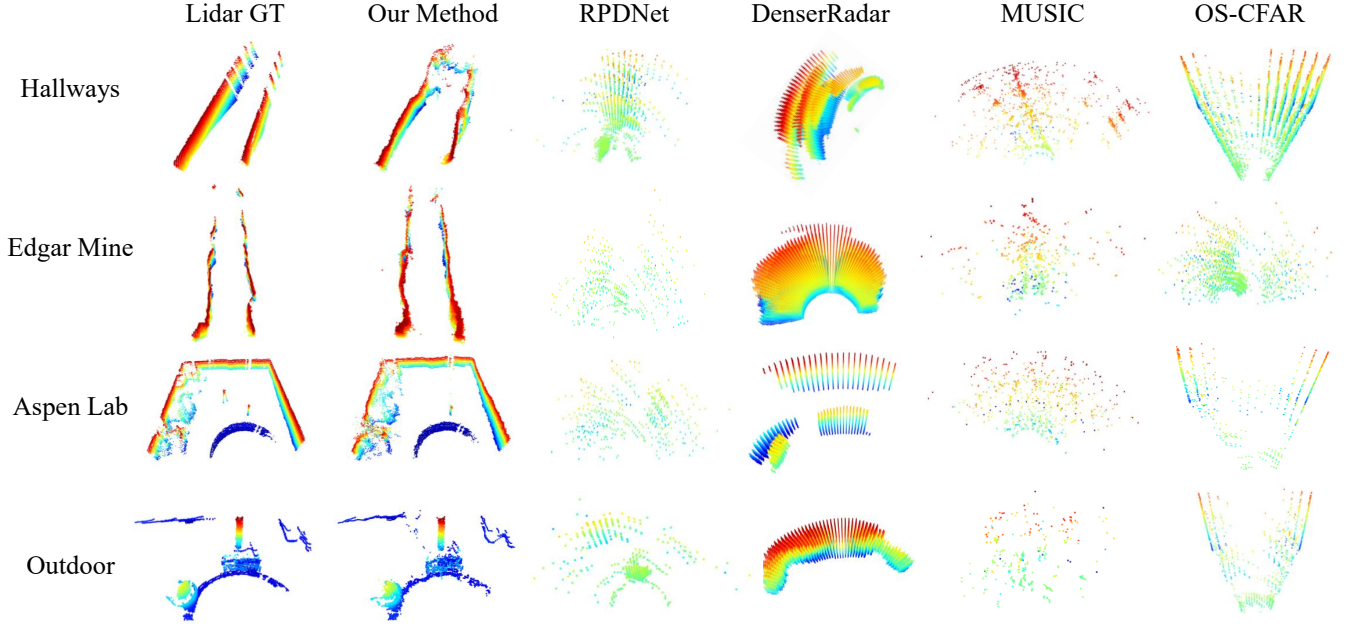 Lidar GT Our Method RPDNet DenserRadar MUSIC OS-CFAR
Hallways
Edgar Mine
Aspen Lab
Outdoor